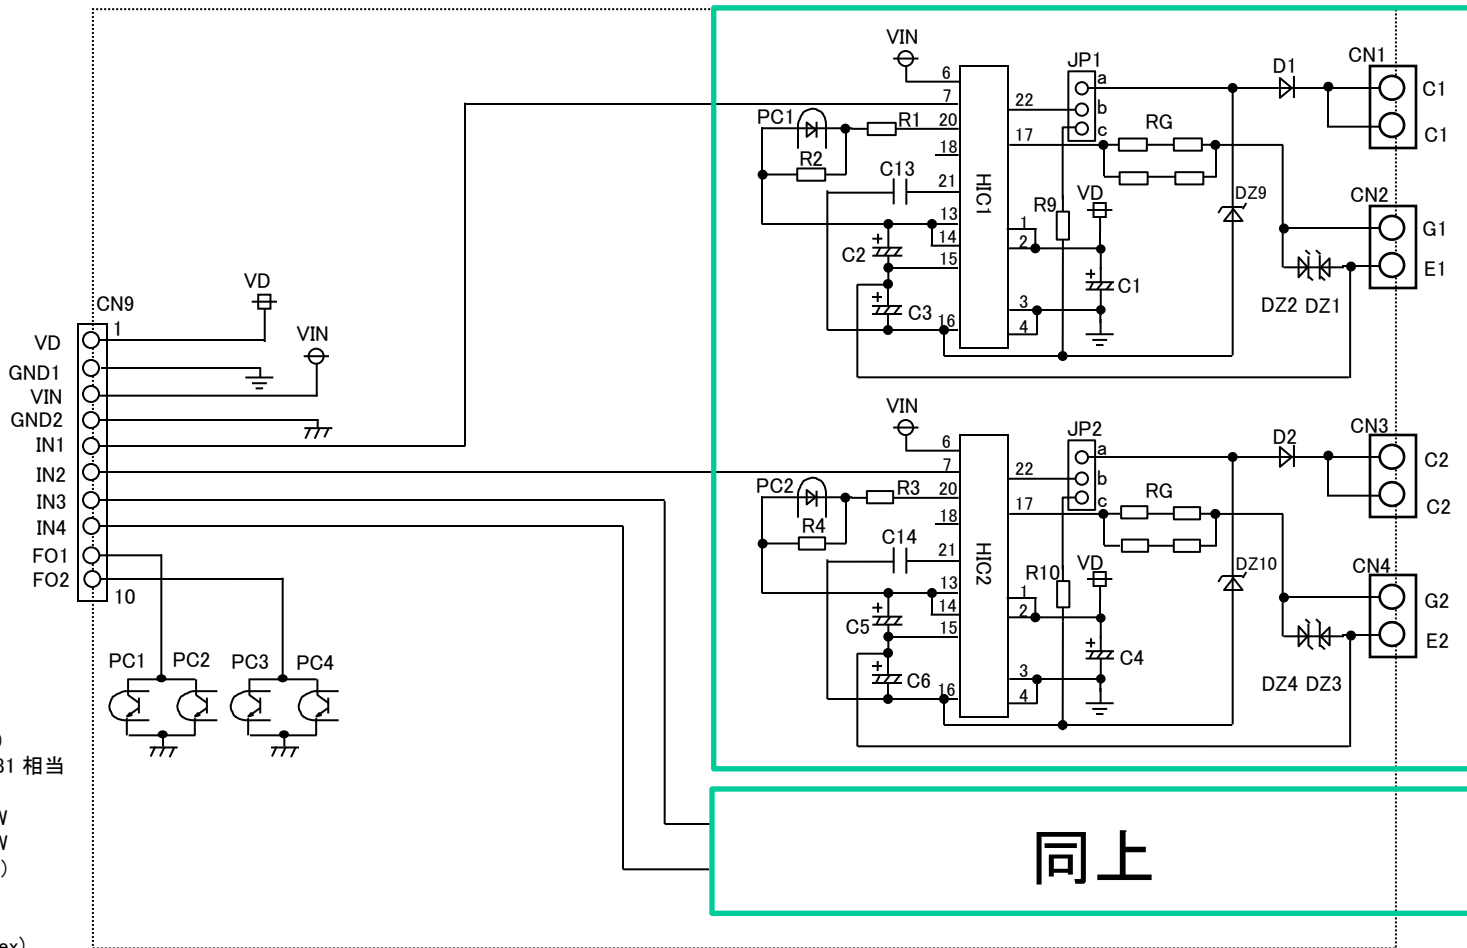 VIN
JP1
D1
CN1
6
a
C1
7
22
b
PC1
R1
20
c
RG
C1
R2
18
17
C13
21
HIC1
VD
DZ9
CN2
R9
13
1
G1
14
2
C2
15
E1
C1
DZ2 DZ1
C3
3
16
4
VD
CN9
1
VIN
VD
GND1
VIN
GND2
IN1
IN2
IN3
IN4
FO1
FO2
10
VIN
JP2
D2
CN3
6
a
C2
7
22
b
PC2
R3
20
c
RG
C2
R4
18
17
C14
21
HIC2
VD
DZ10
CN4
R10
13
1
G2
14
2
C5
15
E2
C4
DZ4 DZ3
C6
3
16
4
PC1
PC2
PC3
PC4
)
31 相当
W
W
)
ex)
同上